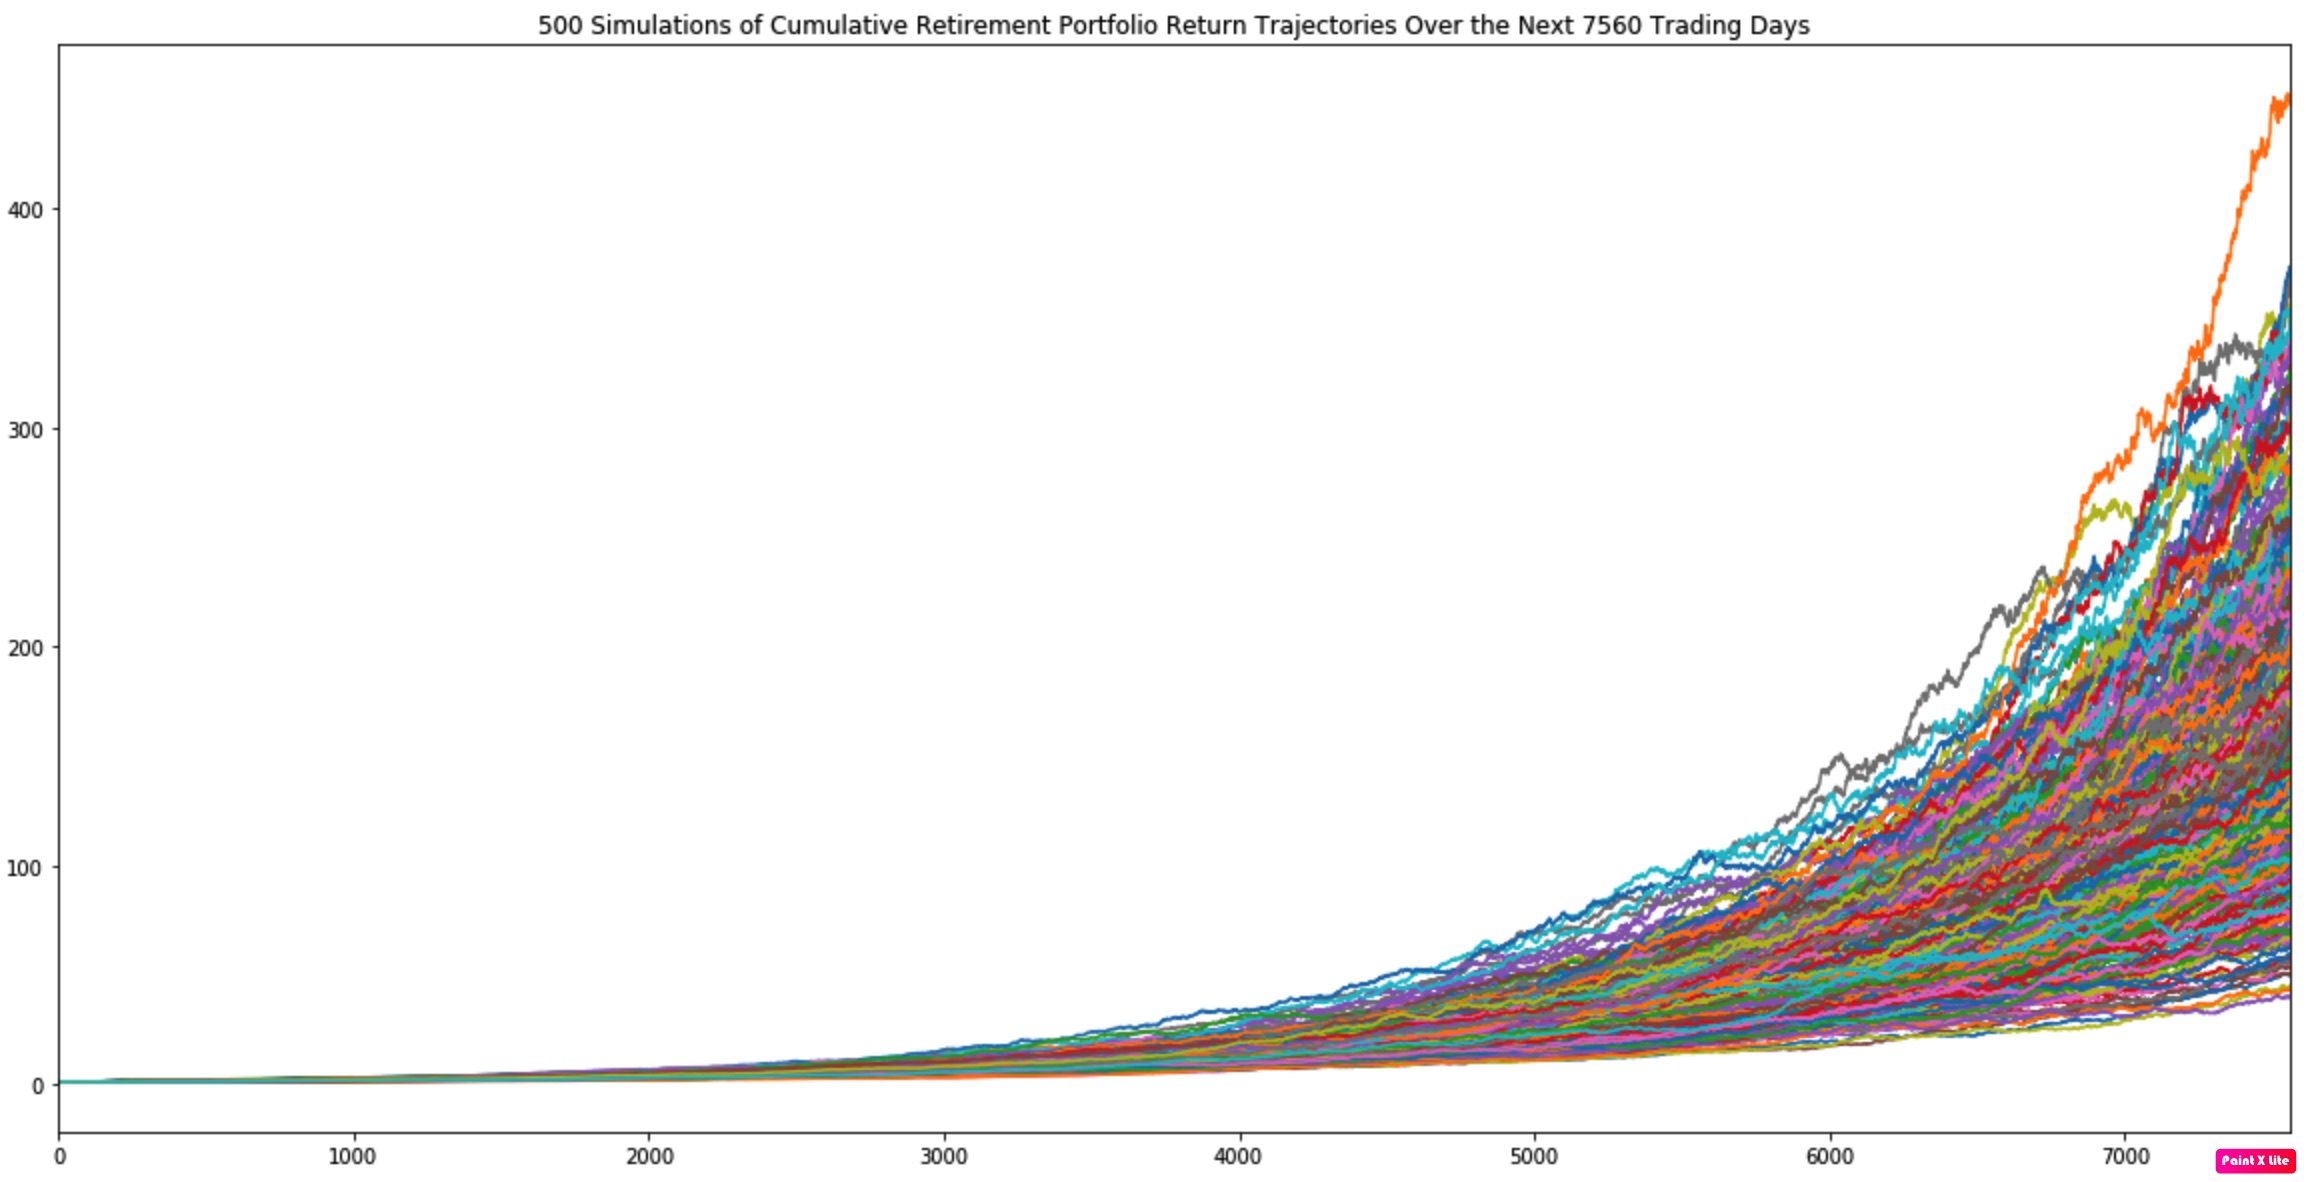 500 Simulations of Cumulative Retirement Portfolio Return Trajectories Over the Next 7560 Trading Days
400
300
200
100
0
0 1000 2000 3000 4000 5000 6000 7000
Paint X Lite